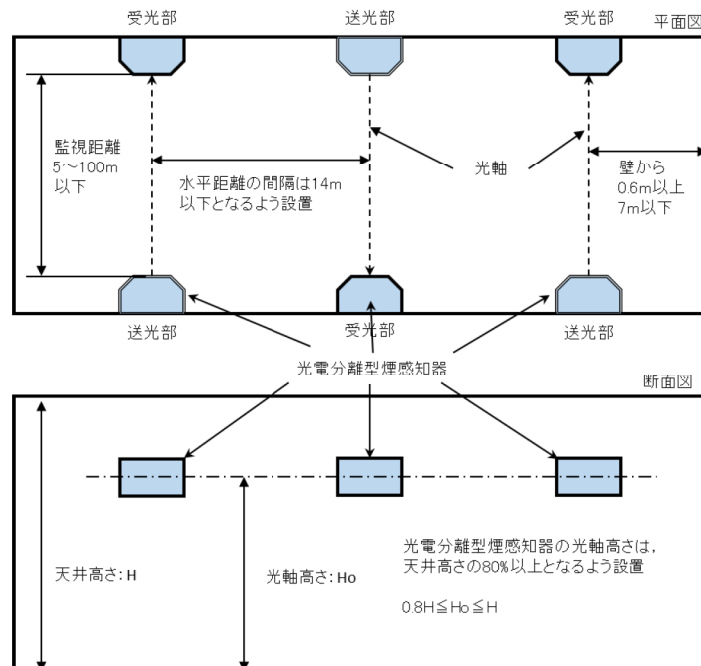 受光部
送光部
受光部
平面図
監視距離
5~100m
以下
水平距離の間隔は14m
以下となるよう設置
光軸
壁から
0.6m以上
7m以下
送光部
受光部
送光部
光電分離型煙感知器
断面図
天井高さ：H
光軸高さ：Ho
光電分離型煙感知器の光軸高さは，
天井高さの80%以上となるよう設置
0.8H≦Ho≦H